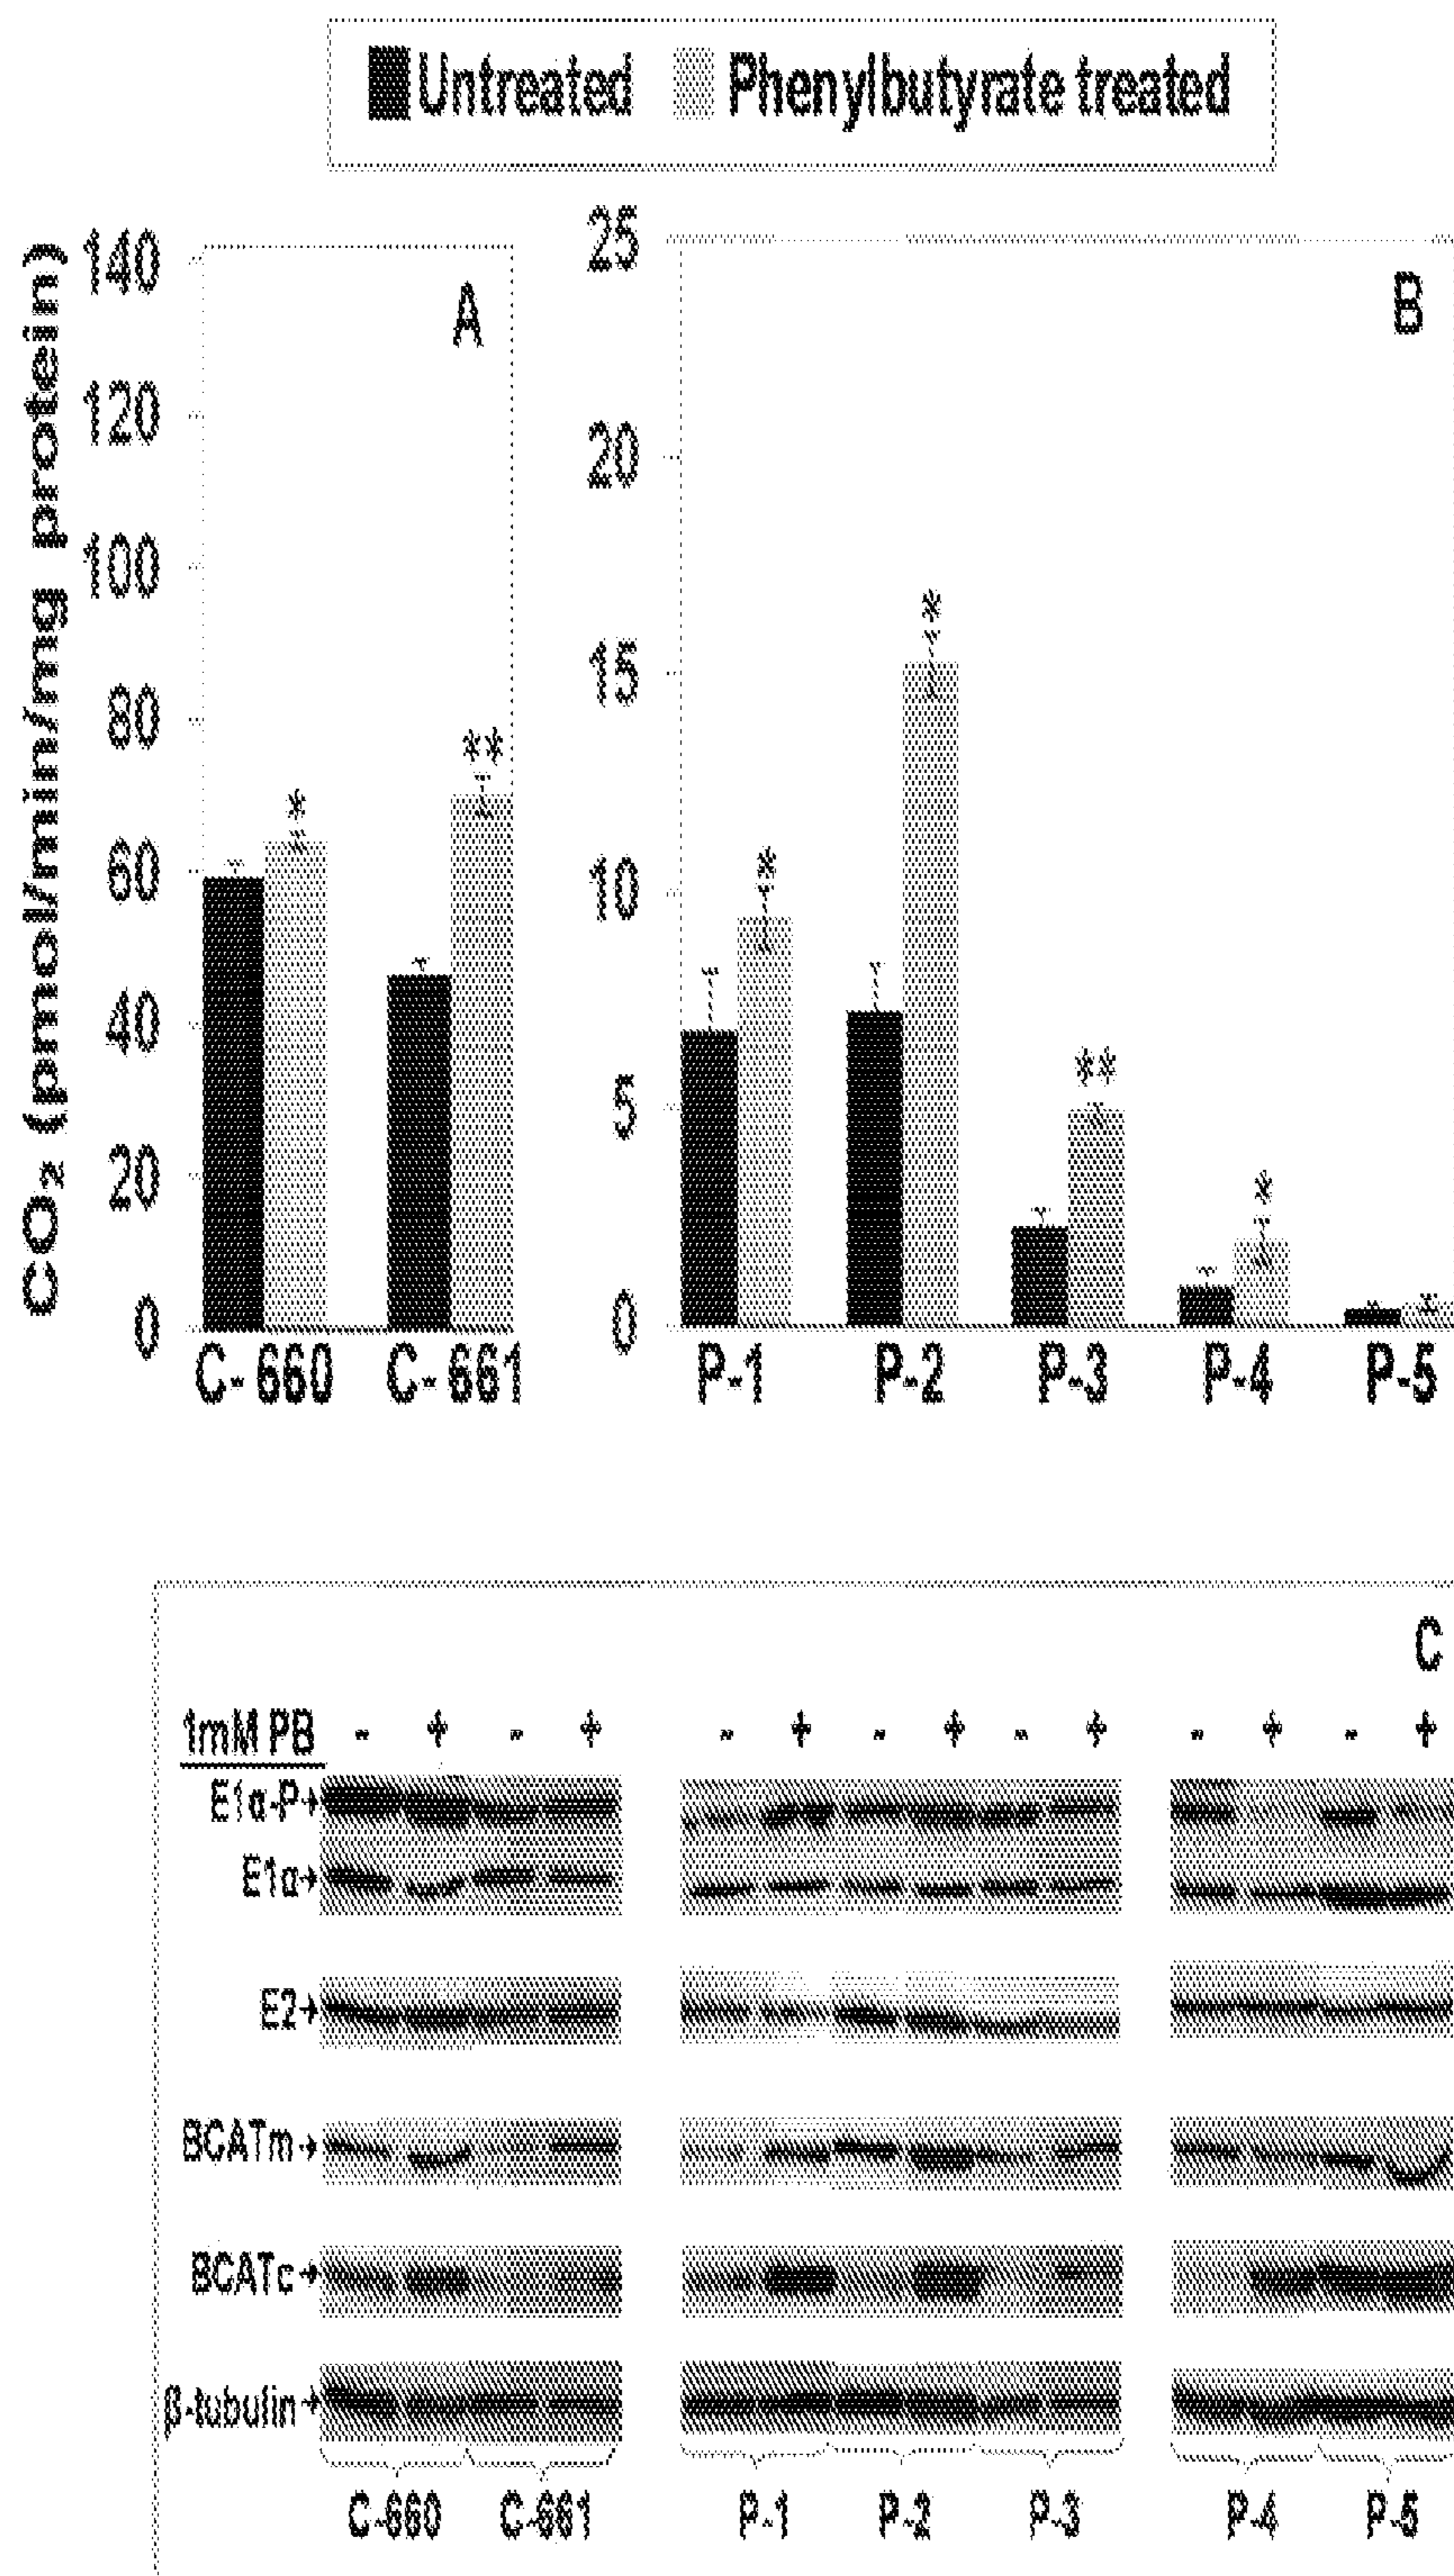 Untreated Phenylbutyrate treated
CO₂ (pmol/min/mg protein)
140
120
100
80
60
40
20
0
A
*
**
C-660 C-661
25
20
15
10
5
0
B
*
*
**
*
P-1 P-2 P-3 P-4 P-5
C
1mM PB - + - + - + - + - + - + - +
E1α-P→
E1α→
E2→
BCATm→
BCATc→
β-tubulin→
C-660 C-661 P-1 P-2 P-3 P-4 P-5